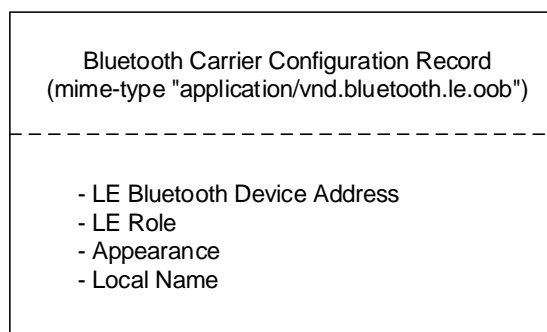 Bluetooth Carrier Configuration Record
(mime-type "application/vnd.bluetooth.le.oob")
- LE Bluetooth Device Address
- LE Role
- Appearance
- Local Name